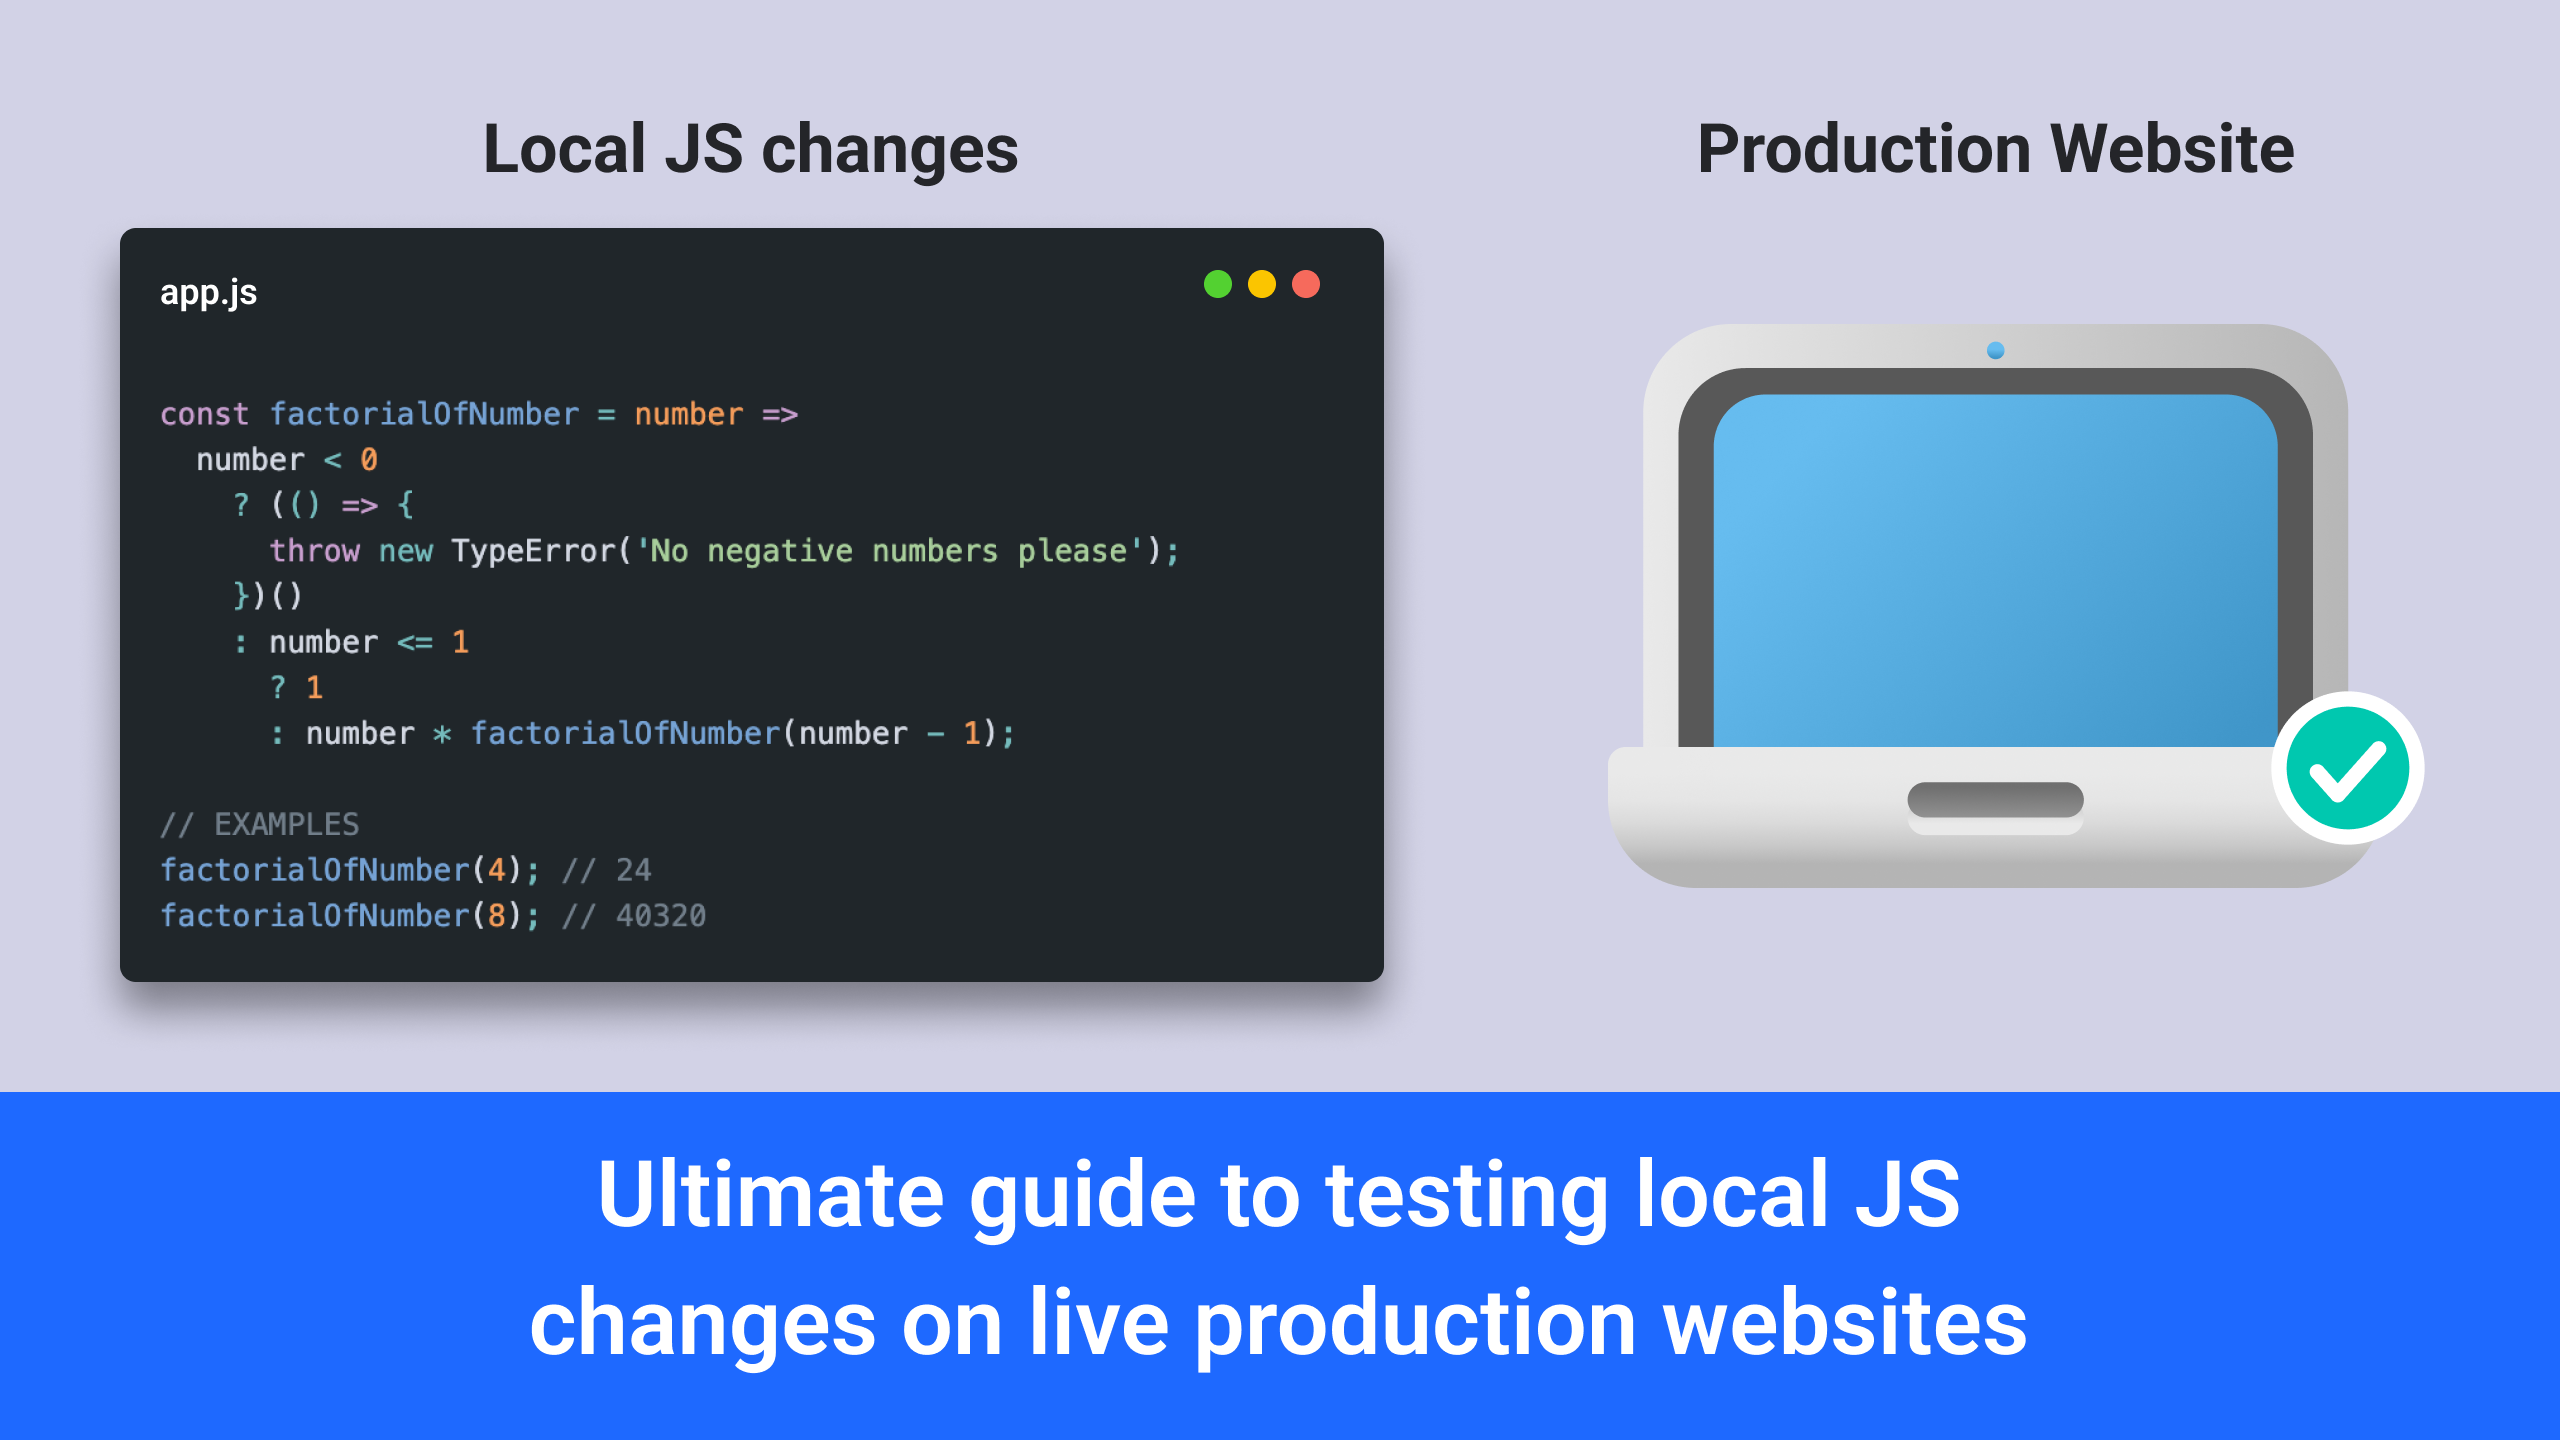 Local JS changes
Production Website
app.js
const factorialOfNumber = number =>
  number < 0
    ? (() => {
      throw new TypeError('No negative numbers please');
    })()
    : number <= 1
      ? 1
      : number * factorialOfNumber(number - 1);
// EXAMPLES
factorialOfNumber(4); // 24
factorialOfNumber(8); // 40320
Ultimate guide to testing local JS
changes on live production websites